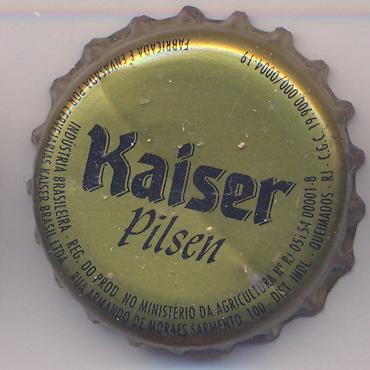 Kaiser
Pilsen
FABRICADA E ENVASADA POR CERVEJARIAS KAISER BRASIL LTDA. - RUA ARMANDO DE MORAES SARMENTO, 100 - DIST. INDL. - QUEIMADOS - RJ - C.G.C. 19.900.000/0004-19
INDÚSTRIA BRASILEIRA - REG. DO PROD. NO MINISTÉRIO DA AGRICULTURA Nº RJ 05154 00001-8